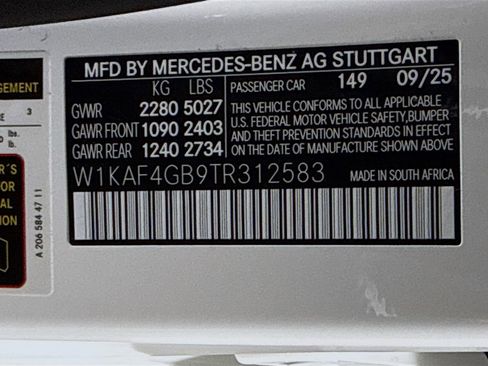 MFD BY MERCEDES-BENZ AG STUTTGART
KG LBS
PASSENGER CAR 149 09/25
GVWR 2280 5027
GAWR FRONT 1090 2403
GAWR REAR 1240 2734
THIS VEHICLE CONFORMS TO ALL APPLICABLE
U.S. FEDERAL MOTOR VEHICLE SAFETY,BUMPER
AND THEFT PREVENTION STANDARDS IN EFFECT
ON THE DATE OF MANUFACTURE SHOWN ABOVE.
W1KAF4GB9TR312583
MADE IN SOUTH AFRICA
A 206 584 47 11
3
lbs.
lb.